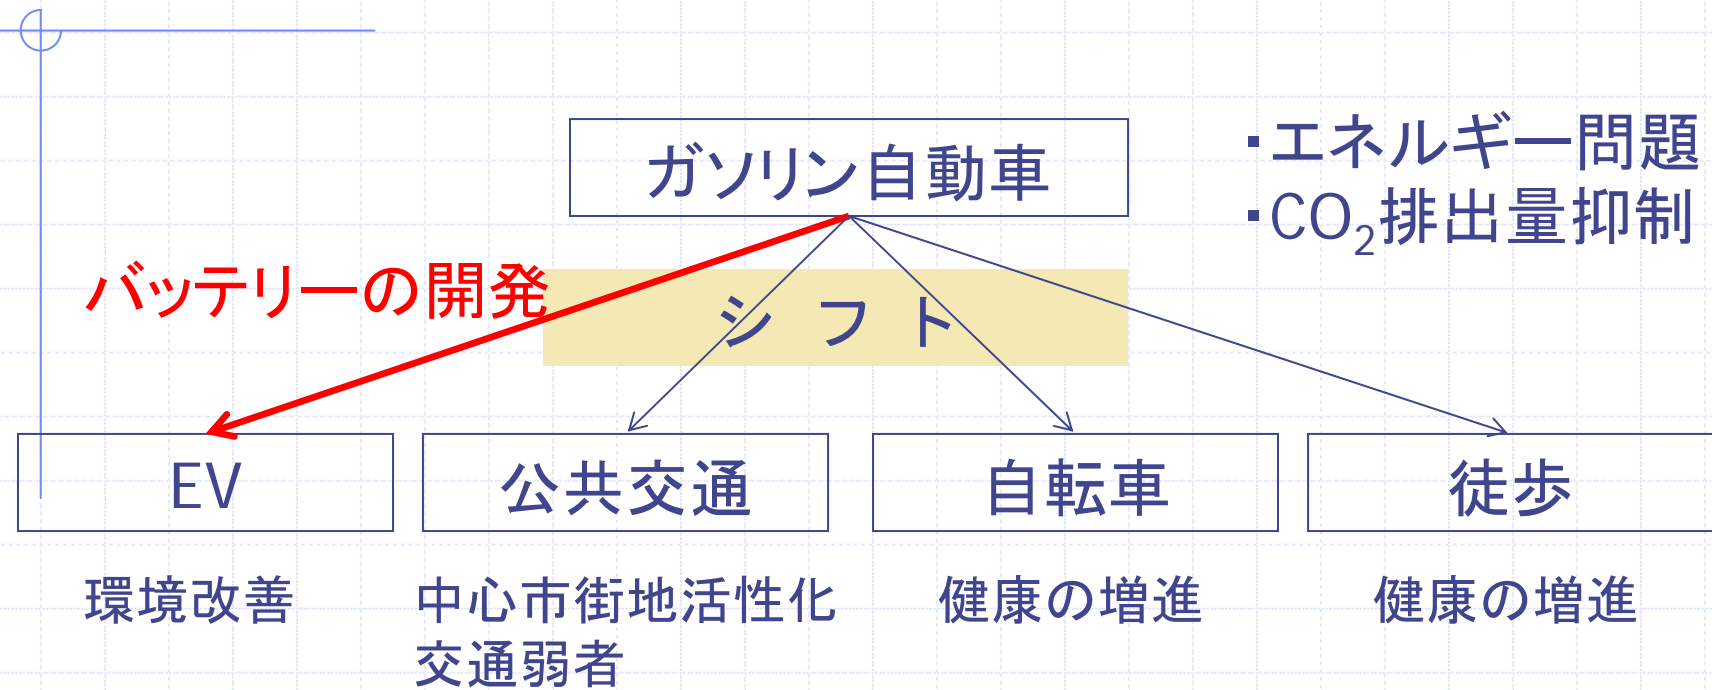 ガソリン自動車
・エネルギー問題
・CO₂排出量抑制
バッテリーの開発
シフト
EV
公共交通
自転車
徒歩
環境改善
中心市街地活性化
交通弱者
健康の増進
健康の増進